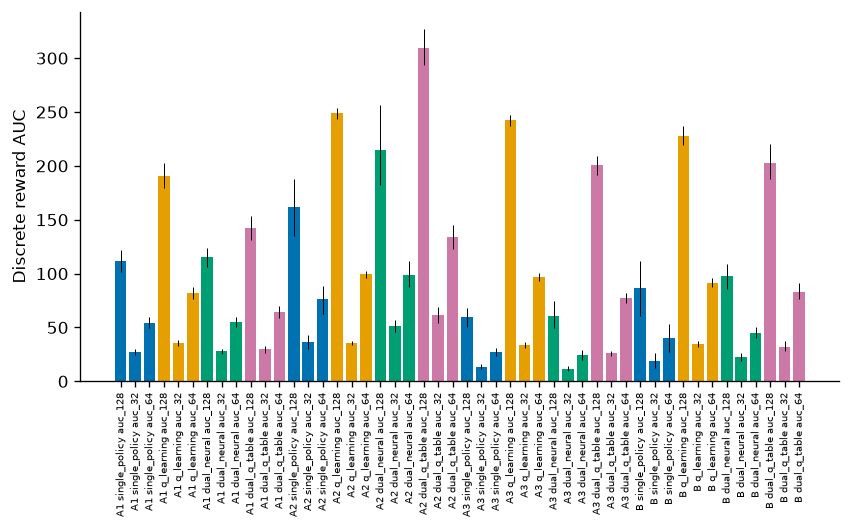 Discrete reward AUC
300
250
200
150
100
50
0
A1 single_policy auc_128
A1 single_policy auc_32
A1 single_policy auc_64
A1 q_learning auc_128
A1 q_learning auc_32
A1 q_learning auc_64
A1 dual_neural auc_128
A1 dual_neural auc_32
A1 dual_neural auc_64
A1 dual_q_table auc_128
A1 dual_q_table auc_32
A1 dual_q_table auc_64
A2 single_policy auc_128
A2 single_policy auc_32
A2 single_policy auc_64
A2 q_learning auc_128
A2 q_learning auc_32
A2 q_learning auc_64
A2 dual_neural auc_128
A2 dual_neural auc_32
A2 dual_neural auc_64
A2 dual_q_table auc_128
A2 dual_q_table auc_32
A2 dual_q_table auc_64
A3 single_policy auc_128
A3 single_policy auc_32
A3 single_policy auc_64
A3 q_learning auc_128
A3 q_learning auc_32
A3 q_learning auc_64
A3 dual_neural auc_128
A3 dual_neural auc_32
A3 dual_neural auc_64
A3 dual_q_table auc_128
A3 dual_q_table auc_32
A3 dual_q_table auc_64
B single_policy auc_128
B single_policy auc_32
B single_policy auc_64
B q_learning auc_128
B q_learning auc_32
B q_learning auc_64
B dual_neural auc_128
B dual_neural auc_32
B dual_neural auc_64
B dual_q_table auc_128
B dual_q_table auc_32
B dual_q_table auc_64